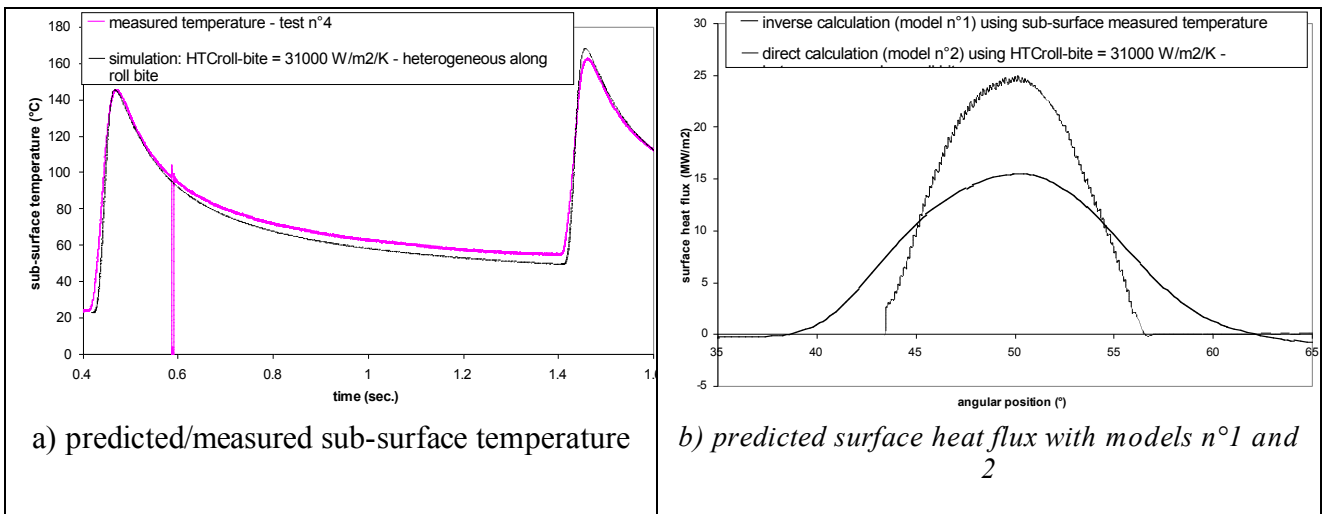 measured temperature - test n°4
simulation: HTCroll-bite = 31000 W/m2/K - heterogeneous along
roll bite
160
140
120
100
80
60
40
20
0
sub-surface temperature (°C)
0.4
0.6
0.8
1
1.2
1.4
time (sec.)
a) predicted/measured sub-surface temperature
30
inverse calculation (model n°1) using sub-surface measured temperature
direct calculation (model n°2) using HTCroll-bite = 31000 W/m2/K -
25
20
15
10
5
0
-5
surface heat flux (MW/m2)
35
40
45
50
55
60
65
angular position (°)
b) predicted surface heat flux with models n°1 and
2